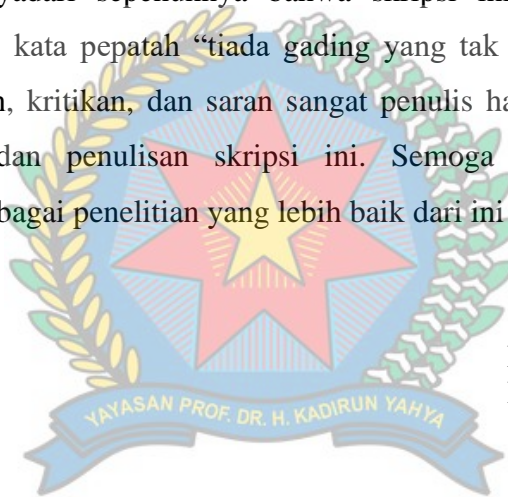 yadari sepenuhnya bahwa skripsi ini
kata pepatah “tiada gading yang tak
, kritikan, dan saran sangat penulis ha
dan penulisan skripsi ini. Semoga
bagai penelitian yang lebih baik dari ini
YAYASAN PROF. DR. H. KADIRUN YAHYA